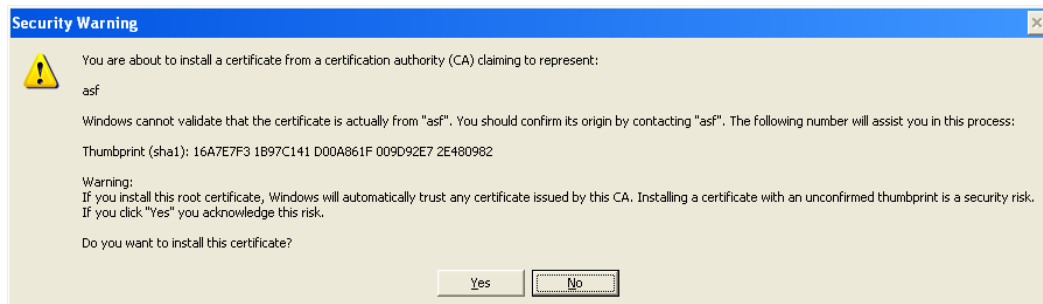 Security Warning
You are about to install a certificate from a certification authority (CA) claiming to represent:
asf
Windows cannot validate that the certificate is actually from "asf". You should confirm its origin by contacting "asf". The following number will assist you in this process:
Thumbprint (sha1): 16A7E7F3 1B97C141 D00A861F 009D92E7 2E480982
Warning:
If you install this root certificate, Windows will automatically trust any certificate issued by this CA. Installing a certificate with an unconfirmed thumbprint is a security risk.
If you click "Yes" you acknowledge this risk.
Do you want to install this certificate?
Yes
No